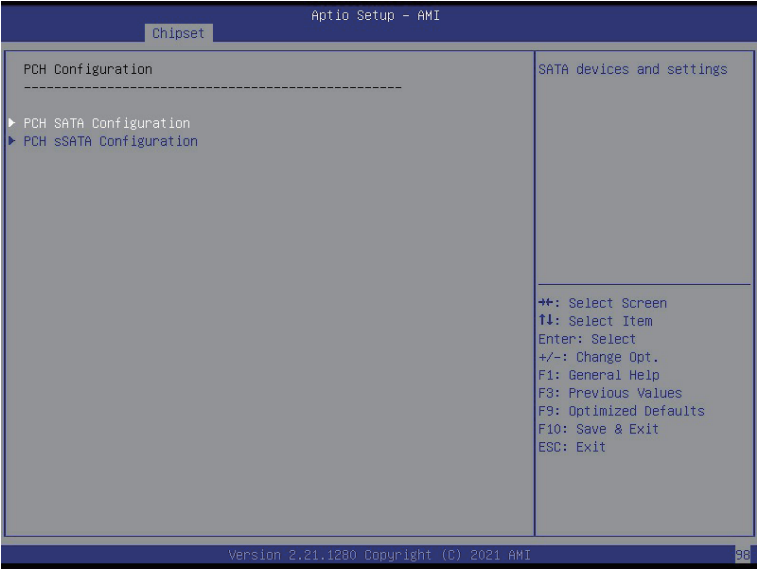 Aptio Setup – AMI
Chipset
PCH Configuration
--------------------------------------------------
▶ PCH SATA Configuration
▶ PCH sSATA Configuration
SATA devices and settings
→←: Select Screen
↑↓: Select Item
Enter: Select
+/-: Change Opt.
F1: General Help
F3: Previous Values
F9: Optimized Defaults
F10: Save & Exit
ESC: Exit
Version 2.21.1280 Copyright (C) 2021 AMI
98